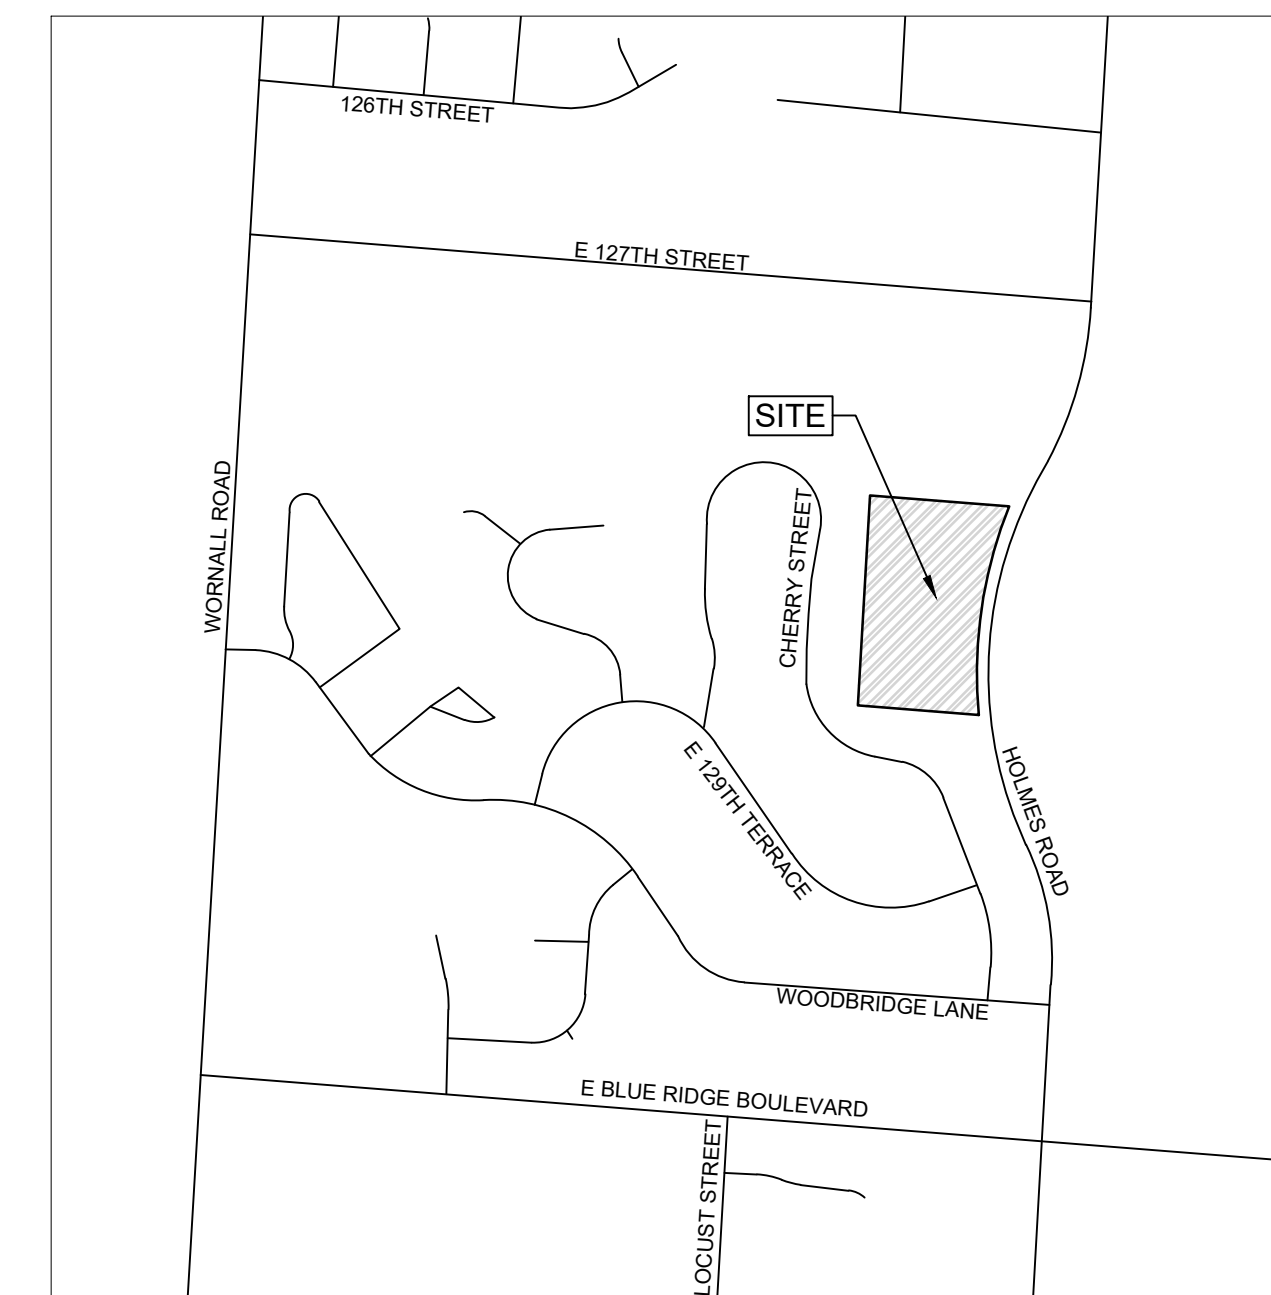 126TH STREET
E 127TH STREET
SITE
WORNALL ROAD
CHERRY STREET
E 129TH TERRACE
HOLMES ROAD
WOODBRIDGE LANE
E BLUE RIDGE BOULEVARD
LOCUST STREET